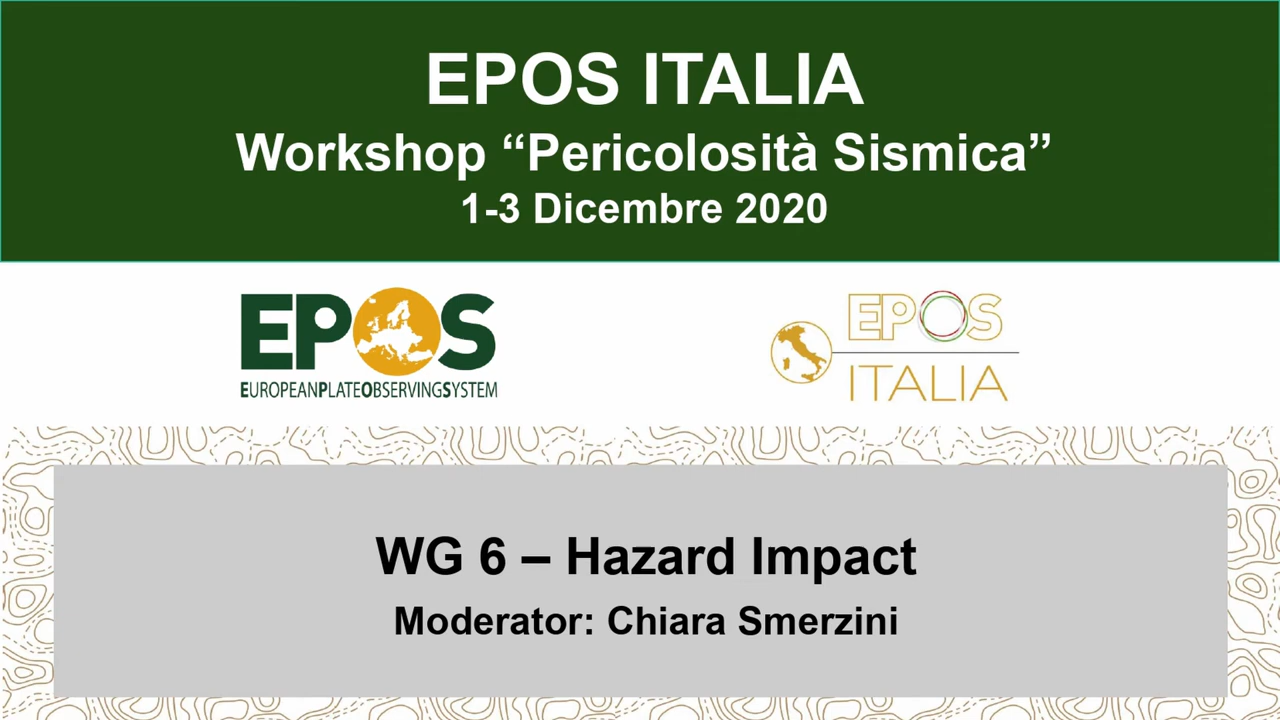 EPOS ITALIA
Workshop “Pericolosità Sismica”
1-3 Dicembre 2020
EPOS
EUROPEANPLATEOBSERVINGSYSTEM
EPOS
ITALIA
WG 6 – Hazard Impact
Moderator: Chiara Smerzini